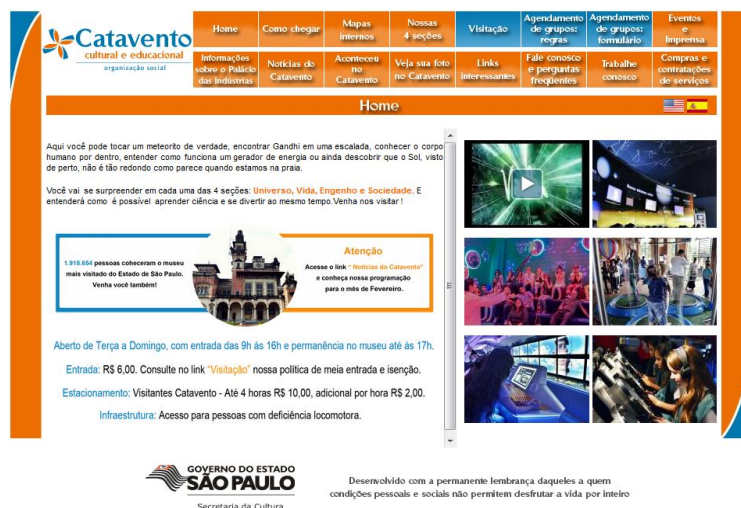 Catavento
cultural e educacional
organização social
Home
Como chegar
Mapas
internos
Nossas
4 seções
Visitação
Agendamento
de grupos:
regras
Agendamento
de grupos:
formulário
Eventos
e
Imprensa
Informações
sobre o Palácio
das Indústrias
Notícias do
Catavento
Aconteceu
no
Catavento
Veja sua foto
no Catavento
Links
interessantes
Fale conosco
e perguntas
freqüentes
Trabalhe
conosco
Compras e
contratações
de serviços
Home
Aqui você pode tocar um meteorito de verdade, encontrar Gandhi em uma escalada, conhecer o corpo
humano por dentro, entender como funciona um gerador de energia ou ainda descobrir que o Sol, visto
de perto, não é tão redondo como parece quando estamos na praia.
Você vai se surpreender em cada uma das 4 seções: Universo, Vida, Engenho e Sociedade. E
entenderá como é possível aprender ciência e se divertir ao mesmo tempo.Venha nos visitar !
1.918.654 pessoas coheceram o museu
mais visitado do Estado de São Paulo.
Venha você também!
Atenção
Acesse o link " Notícias do Catavento"
e conheça nossa programação
para o mês de Fevereiro.
Aberto de Terça a Domingo, com entrada das 9h às 16h e permanência no museu até às 17h.
Entrada: R$ 6,00. Consulte no link "Visitação" nossa política de meia entrada e isenção.
Estacionamento: Visitantes Catavento - Até 4 horas R$ 10,00, adicional por hora R$ 2,00.
Infraestrutura: Acesso para pessoas com deficiência locomotora.
GOVERNO DO ESTADO
SÃO PAULO
Secretaria da Cultura
Desenvolvido com a permanente lembrança daqueles a quem
condições pessoais e sociais não permitem desfrutar a vida por inteiro